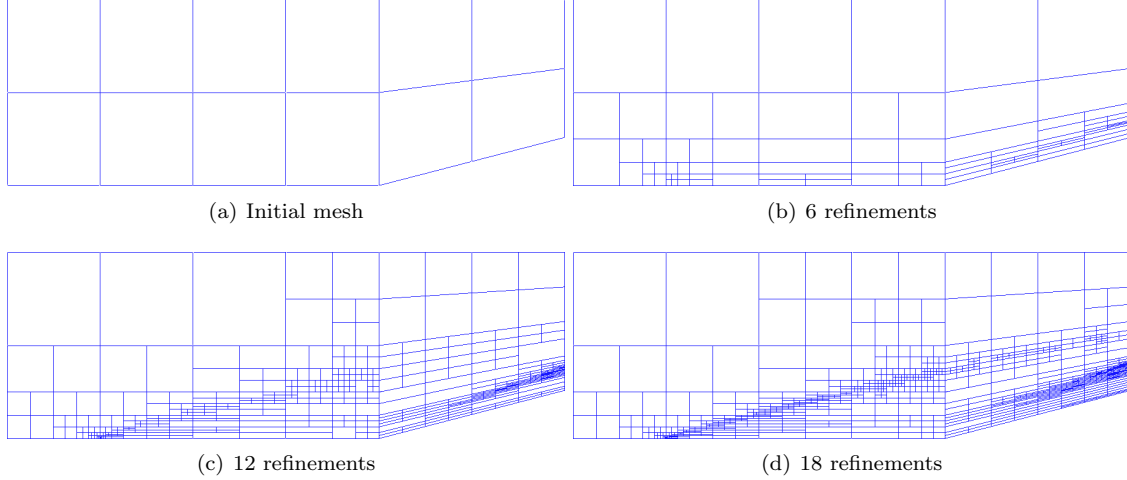 (a) Initial mesh
(b) 6 refinements
(c) 12 refinements
(d) 18 refinements